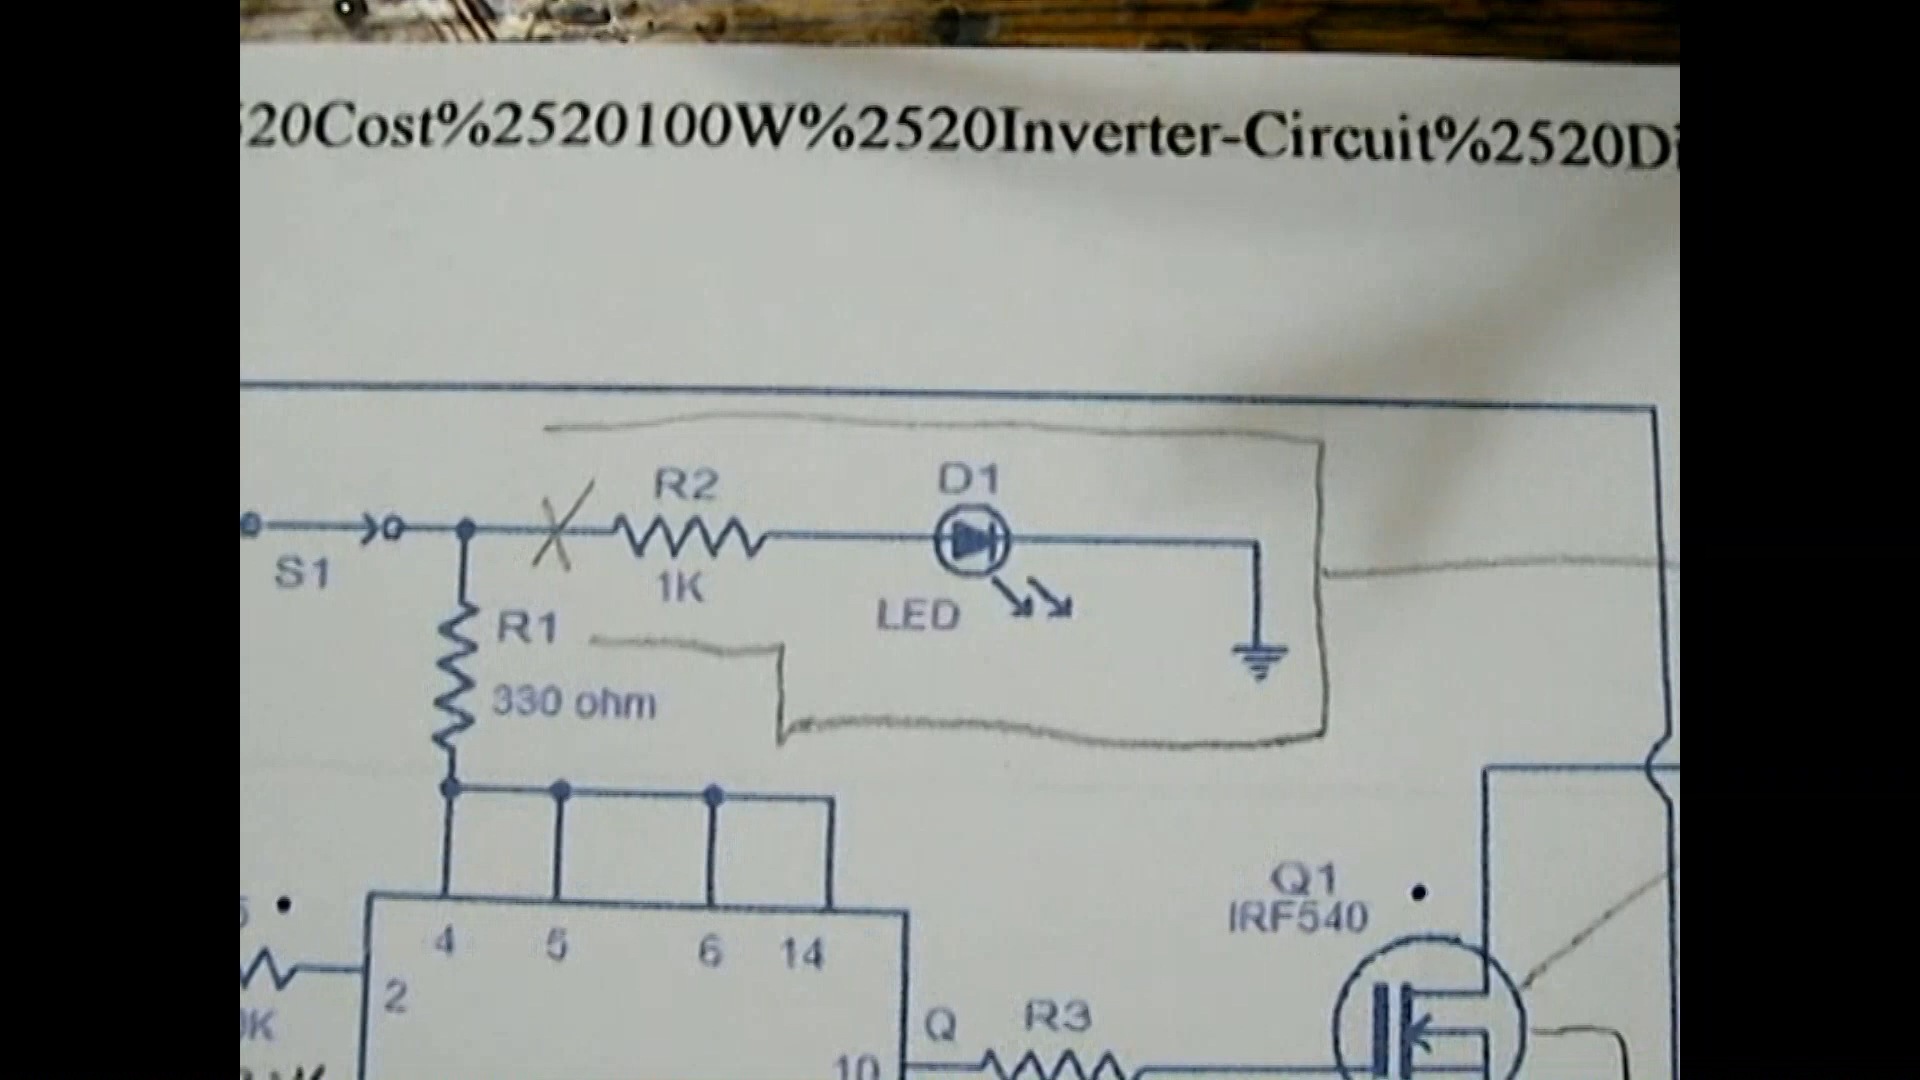 20Cost%2520100W%2520Inverter-Circuit%2520Di
R2
D1
S1
1K
LED
R1
330 ohm
Q1
IRF540
4
5
6
14
2
Q
R3
10